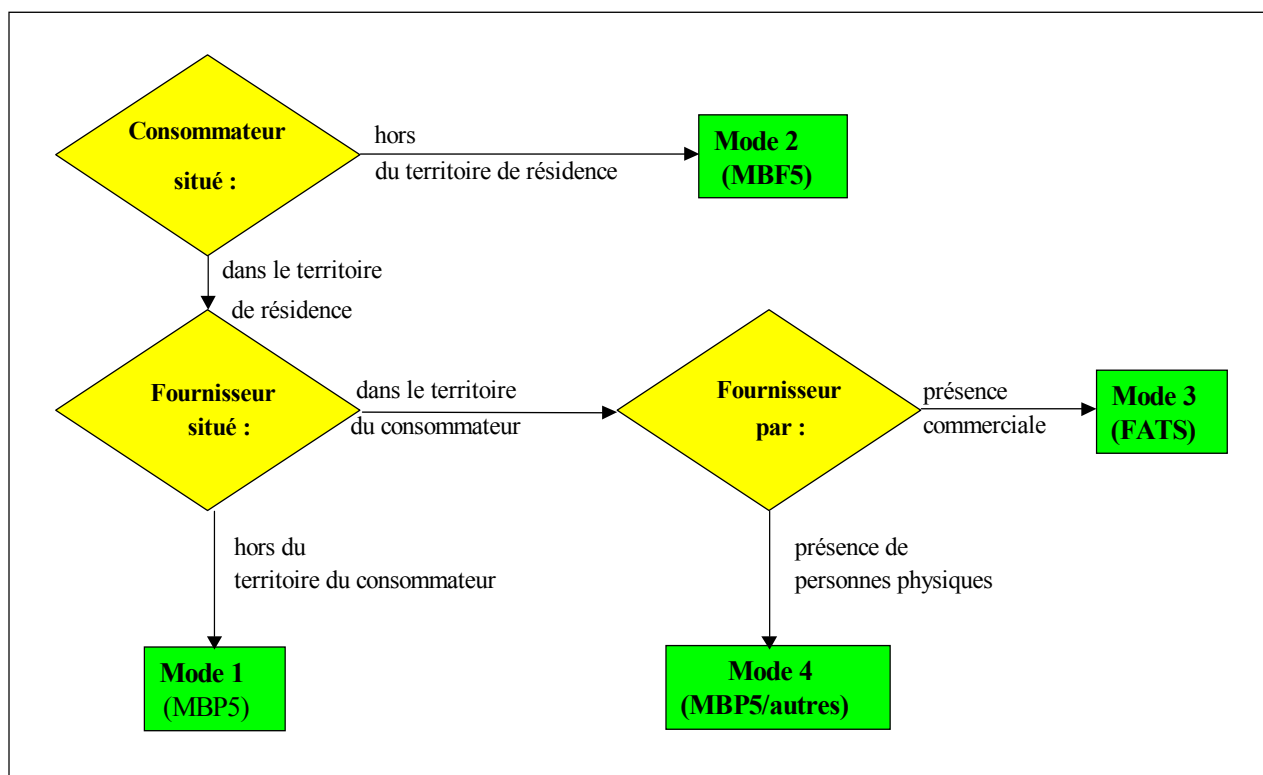 Consommateur
situé :
hors
du territoire de résidence
Mode 2
(MBF5)
dans le territoire
de résidence
Fournisseur
situé :
dans le territoire
du consommateur
Fournisseur
par :
présence
commerciale
Mode 3
(FATS)
hors du
territoire du consommateur
présence de
personnes physiques
Mode 1
(MBP5)
Mode 4
(MBP5/autres)